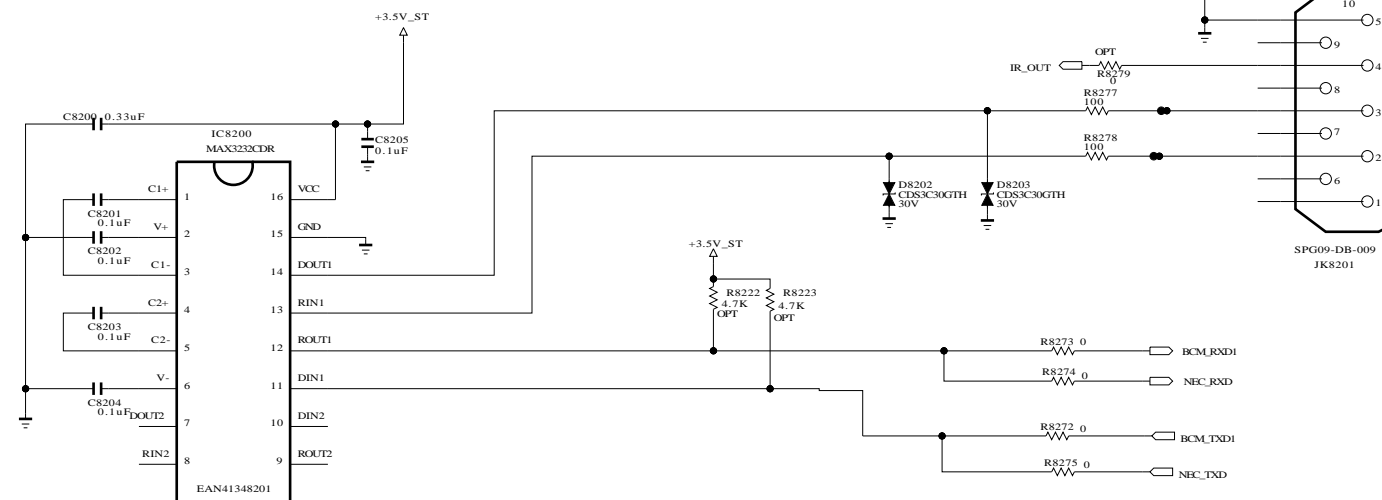 10
+3.5V_ST
5
9
OPT
IR_OUT
4
R8279
0
R8277
100
8
C8200 0.33uF
3
IC8200
MAX3232CDR
C8205
0.1uF
7
R8278
100
2
C1+
1
16
VCC
D8202
CDS3C30GTH
30V
D8203
CDS3C30GTH
30V
6
1
C8201
0.1uF
V+
2
15
GND
C8202
0.1uF
+3.5V_ST
SPG09-DB-009
JK8201
C1-
3
14
DOUT1
R8222
4.7K
OPT
R8223
4.7K
OPT
C2+
4
13
RIN1
C8203
0.1uF
C2-
5
12
ROUT1
R8273 0
BCM_RXD1
V-
6
11
DIN1
R8274 0
NEC_RXD
C8204
0.1uF
DOUT2
7
10
DIN2
R8272 0
BCM_TXD1
RIN2
8
9
ROUT2
R8275 0
NEC_TXD
EAN41348201